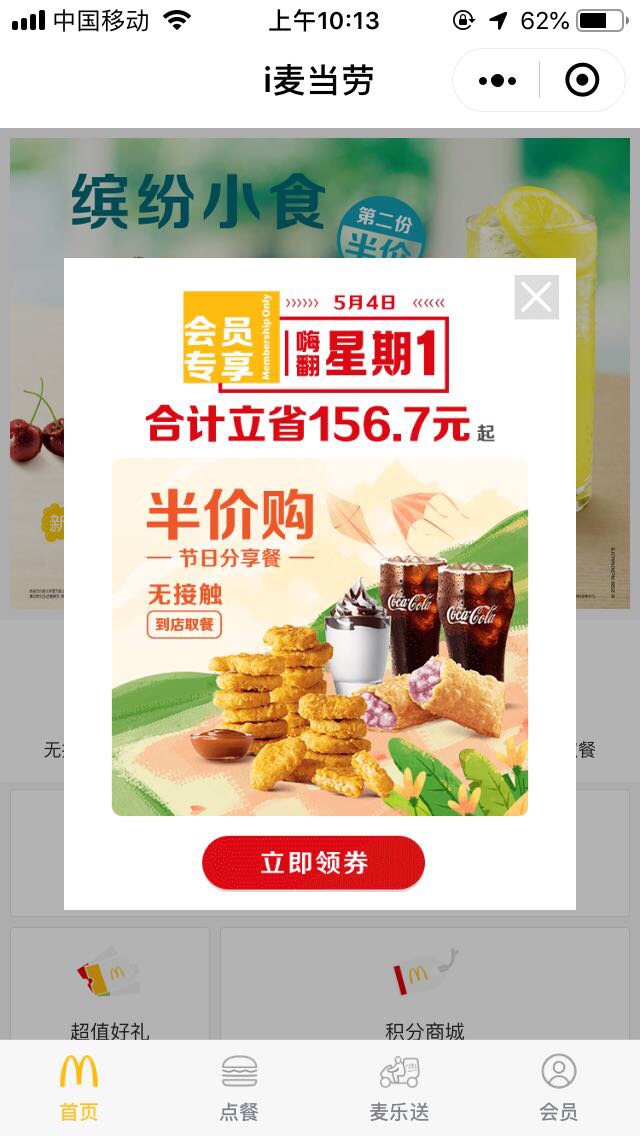 中国移动
上午10:13
62%
i麦当劳
缤纷小食
第二份
半价
会员
专享
Membership Only
5月4日
嗨翻
星期1
合计立省156.7元起
半价购
节日分享餐
无接触
到店取餐
Coca-Cola
Coca-Cola
新
© 2020 McDONALD'S
无
餐
立即领券
超值好礼
积分商城
首页
点餐
麦乐送
会员